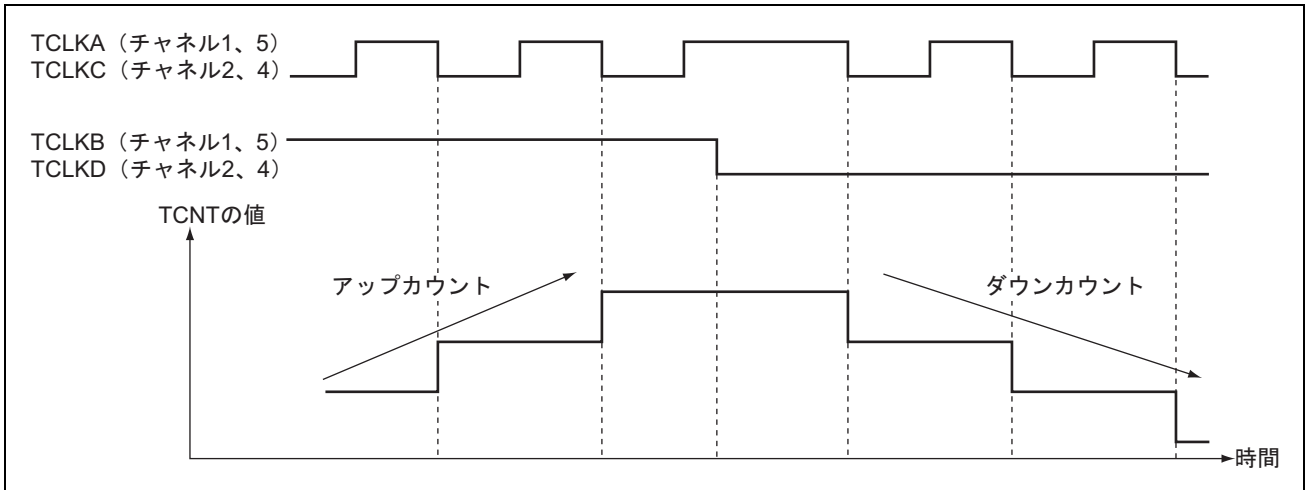 TCLKA（チャネル1、5）
TCLKC（チャネル2、4）
TCLKB（チャネル1、5）
TCLKD（チャネル2、4）
TCNTの値
アップカウント
ダウンカウント
時間